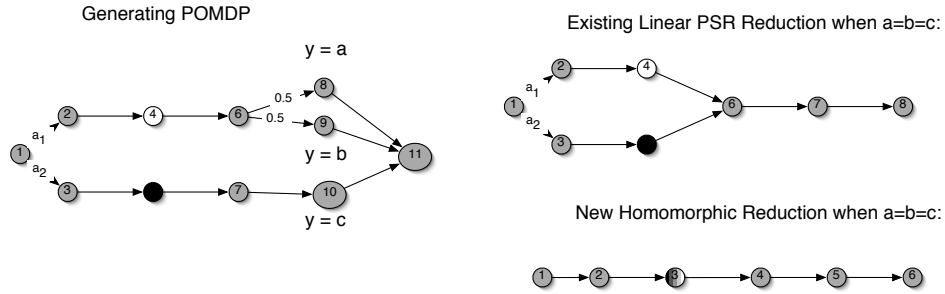 Generating POMDP
y = a
8
2
4
6
0.5
0.5
9
a1
1
a2
y = b
11
3
7
10
y = c
Existing Linear PSR Reduction when a=b=c:
2
4
a1
1
6
7
8
a2
3
New Homomorphic Reduction when a=b=c:
1
2
3
4
5
6